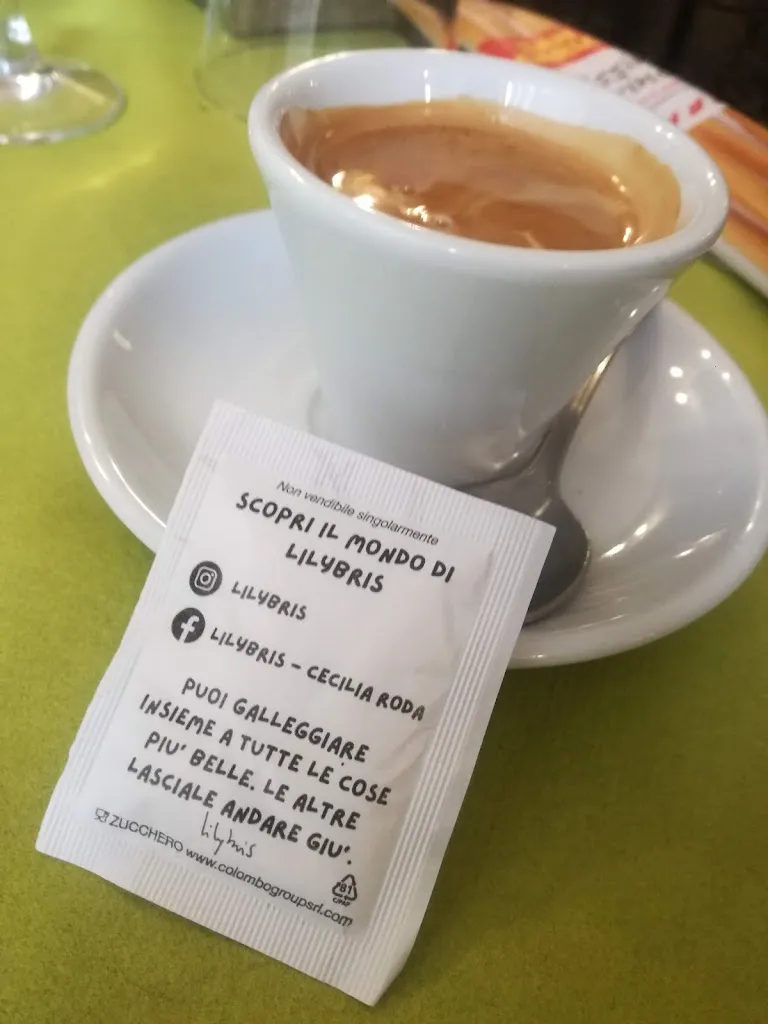 Non vendibile singolarmente
SCOPRI IL MONDO DI
LILYBRIS
LILYBRIS
LILYBRIS - CECILIA RODA
PUOI GALLEGGIARE
INSIEME A TUTTE LE COSE
PIU' BELLE. LE ALTRE
LASCIALE ANDARE GIU'.
lilybris
ZUCCHERO www.colombogroupsrl.com
81
C/PAP